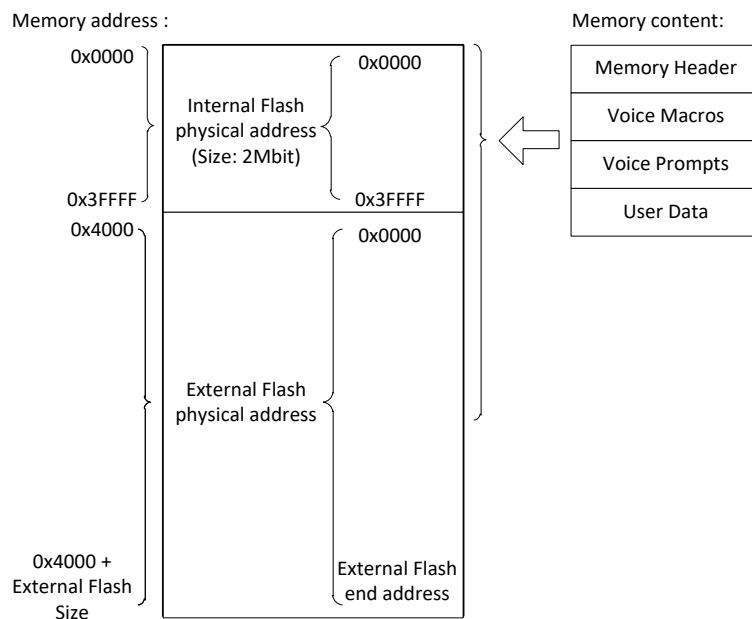 Memory address :
Memory content:
0x0000
0x0000
Memory Header
Internal Flash
physical address
(Size: 2Mbit)
Voice Macros
Voice Prompts
0x3FFFF
0x3FFFF
User Data
0x4000
0x0000
External Flash
physical address
0x4000 +
External Flash
Size
External Flash
end address